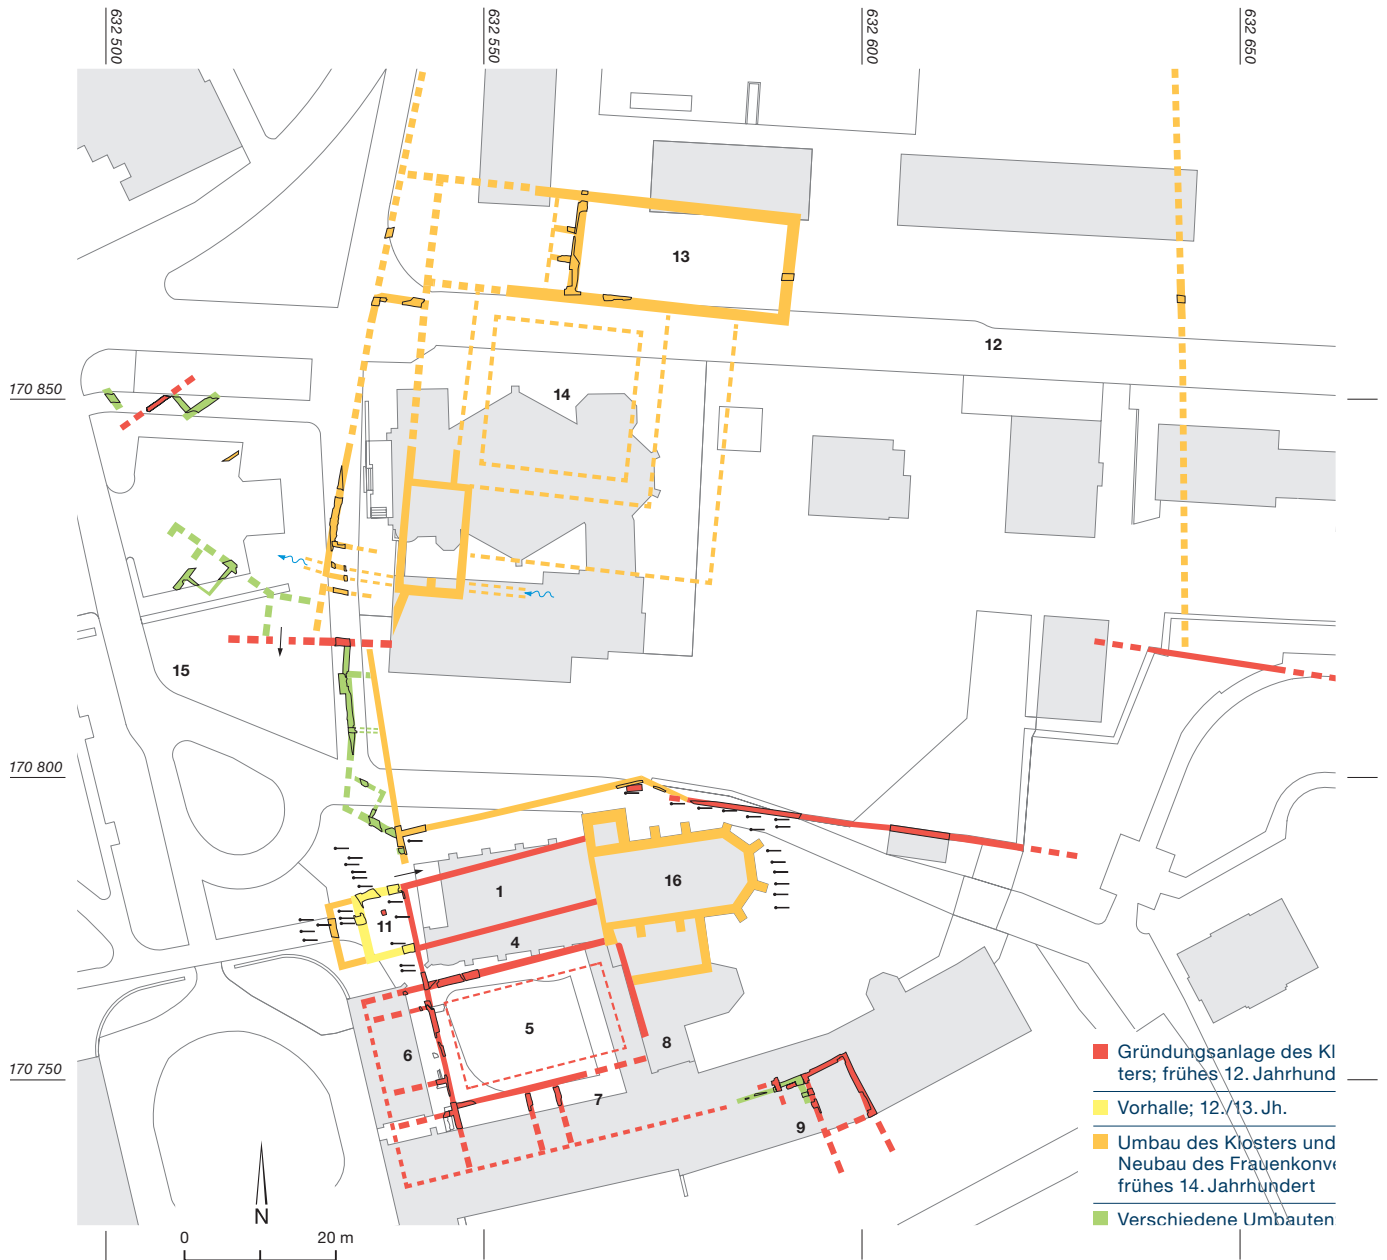 632 500
632 550
632 600
632 650
13
12
170 850
14
15
170 800
1
16
11
4
5
6
8
170 750
7
9
Gründungsanlage des Kl
ters; frühes 12. Jahrhund
Vorhalle; 12./13. Jh.
Umbau des Klosters und
Neubau des Frauenkonve
frühes 14. Jahrhundert
Verschiedene Umbauten
N
0 20 m